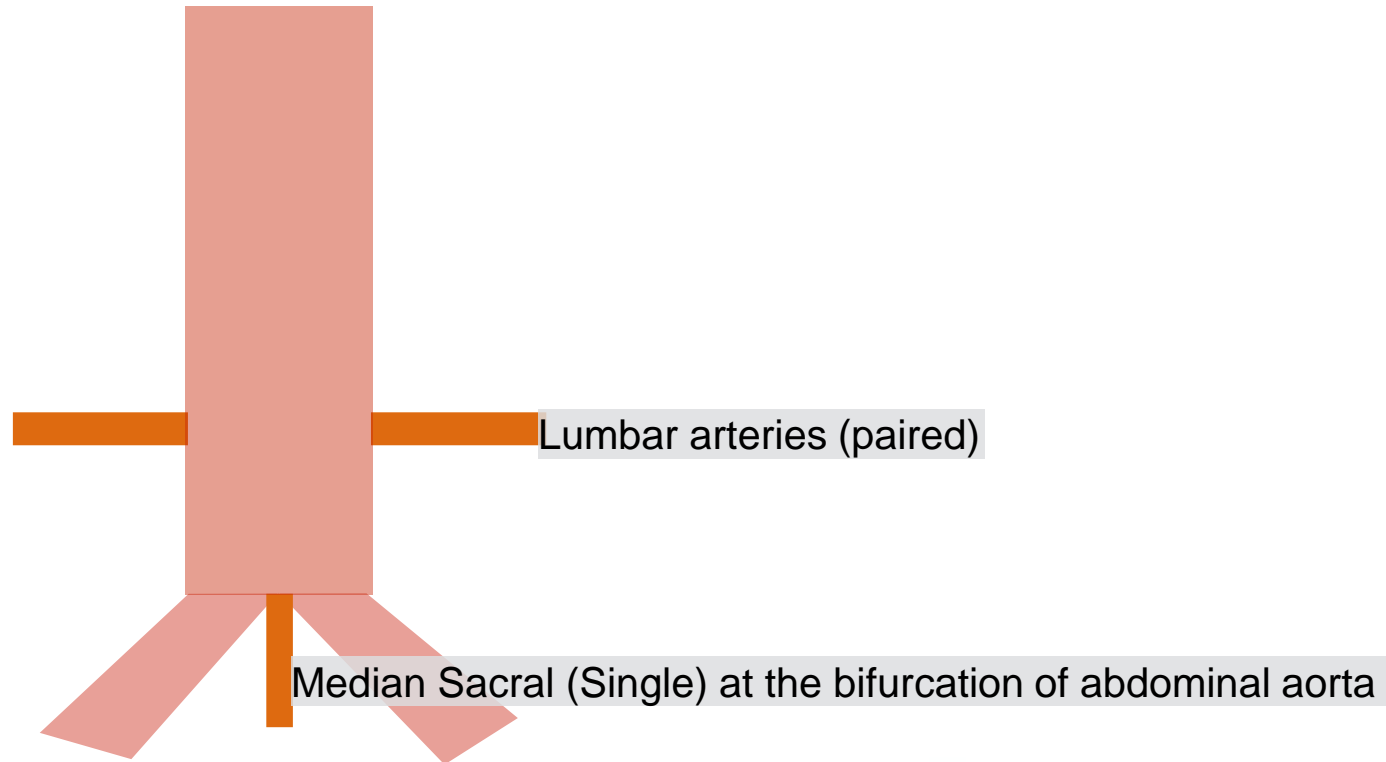 Lumbar arteries (paired)
Median Sacral (Single) at the bifurcation of abdominal aorta